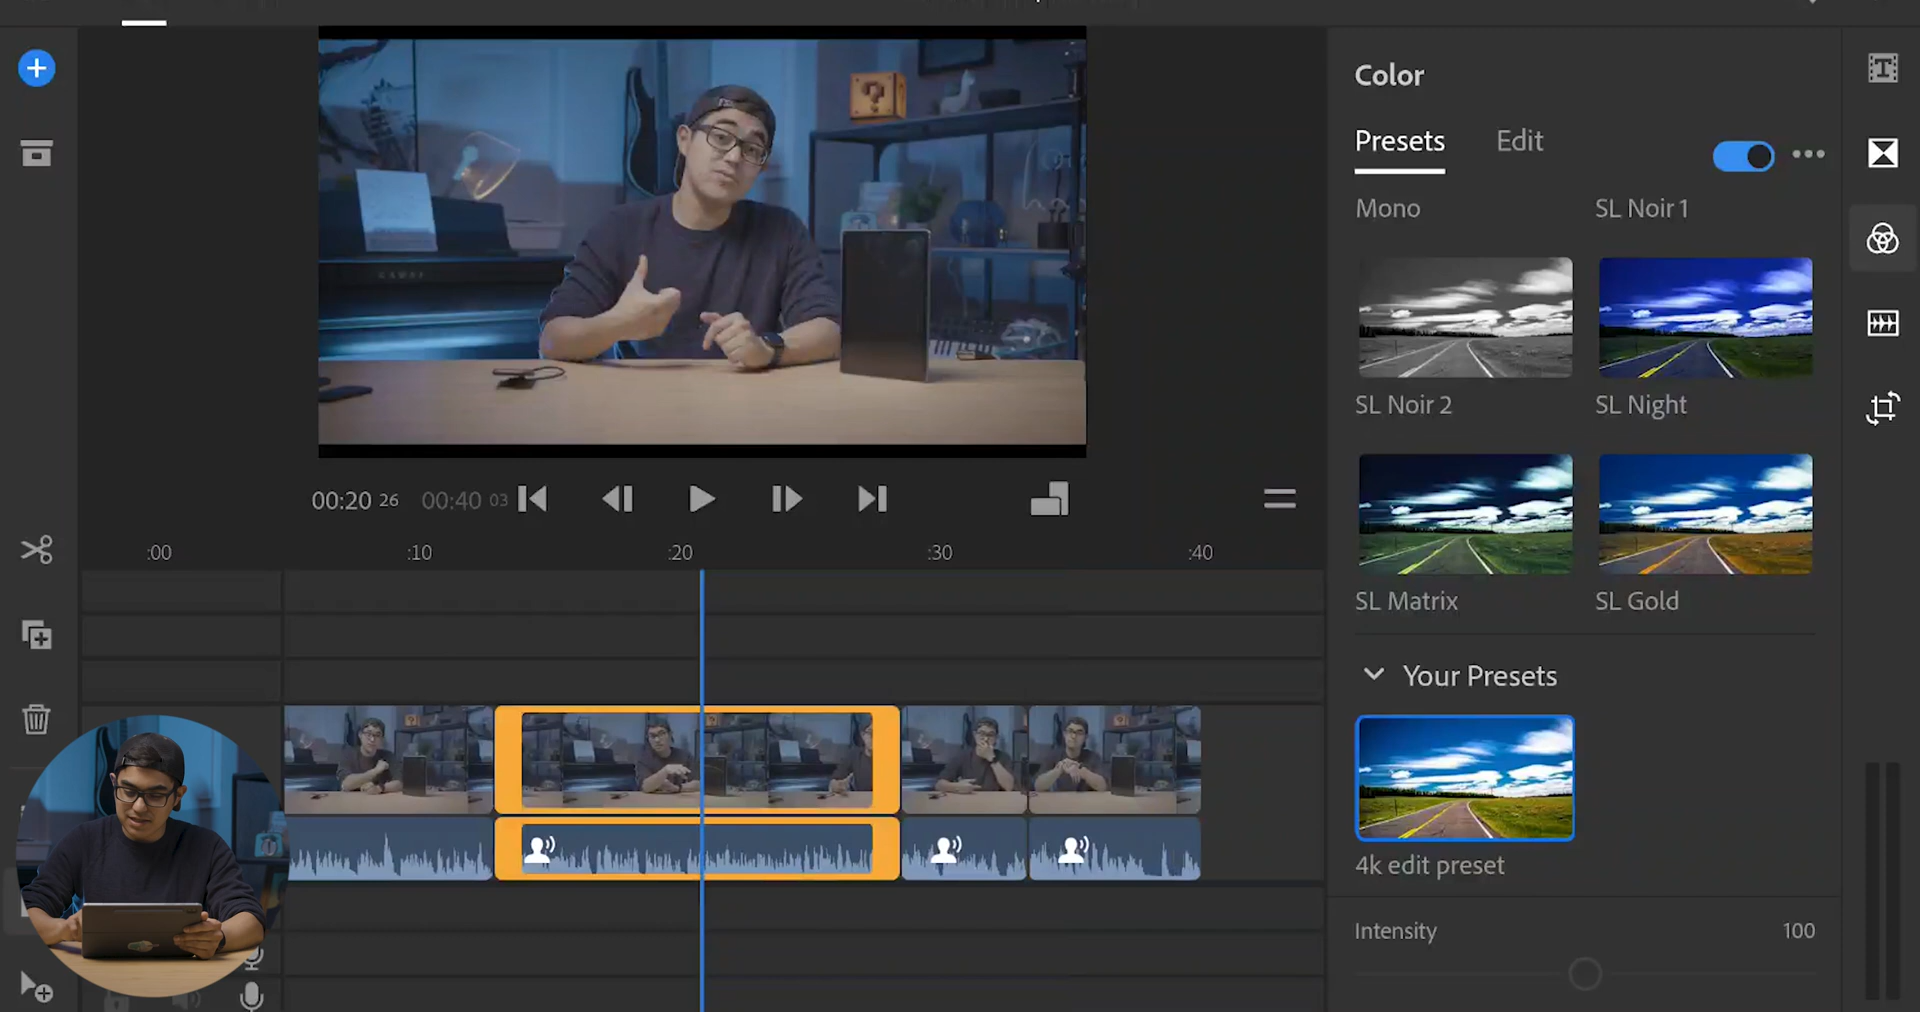 Color
Presets
Edit
Mono
SL Noir 1
SL Noir 2
SL Night
SL Matrix
SL Gold
Your Presets
4k edit preset
Intensity
100
KAWAI
?
00:20 26
00:40 03
:00
:10
:20
:30
:40